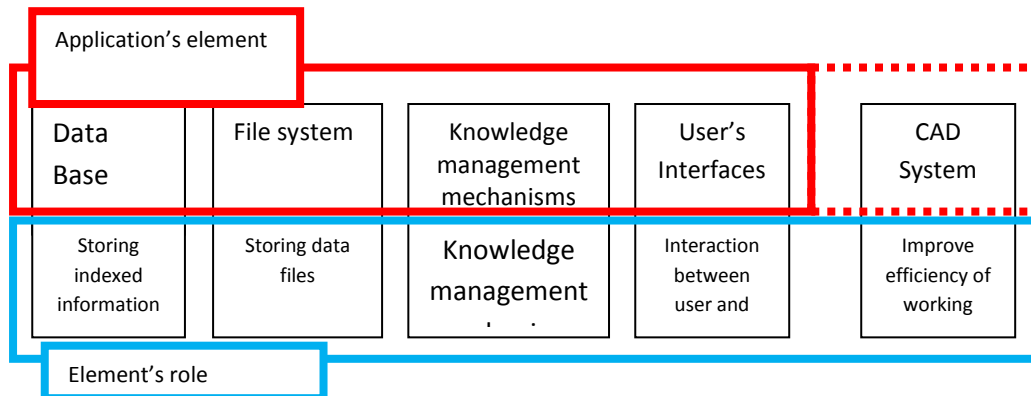 Application’s element
Data
Base
File system
Knowledge
management
mechanisms
User’s
Interfaces
CAD
System
Storing
indexed
information
Storing data
files
Knowledge
management
Interaction
between
user and
Improve
efficiency of
working
Element’s role